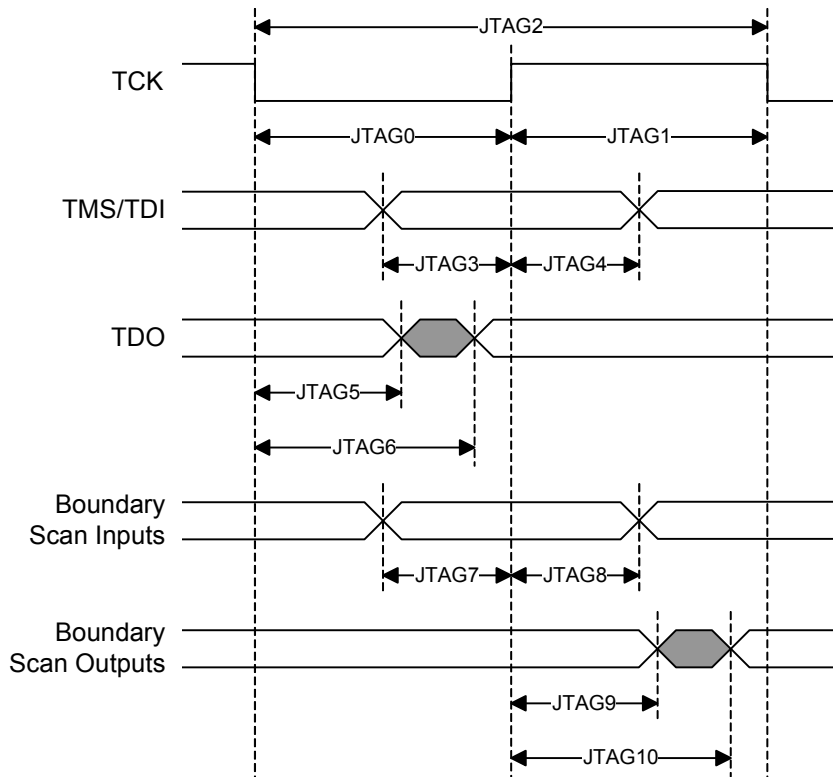 JTAG2
TCK
JTAG0
JTAG1
TMS/TDI
JTAG3
JTAG4
TDO
JTAG5
JTAG6
Boundary
Scan Inputs
JTAG7
JTAG8
Boundary
Scan Outputs
JTAG9
JTAG10